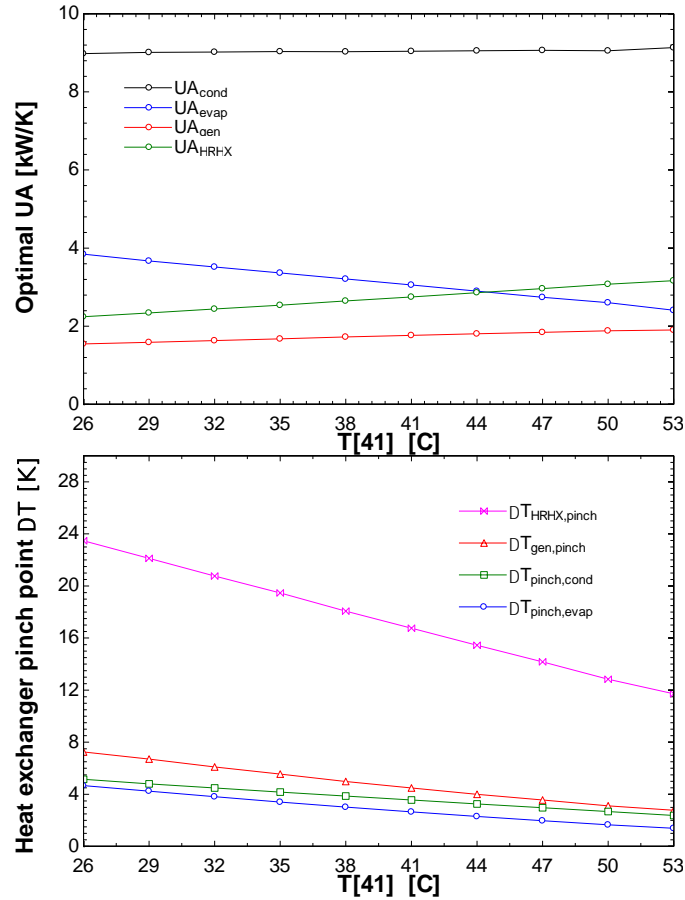 10
8
6
4
2
0
Optimal UA [kW/K]
UAcond
UAevap
UAgen
UAHRHX
26 29 32 35 38 41 44 47 50 53
T[41] [C]
28
24
20
16
12
8
4
0
Heat exchanger pinch point DT [K]
DTHRHX,pinch
DTgen,pinch
DTpinch,cond
DTpinch,evap
26 29 32 35 38 41 44 47 50 53
T[41] [C]